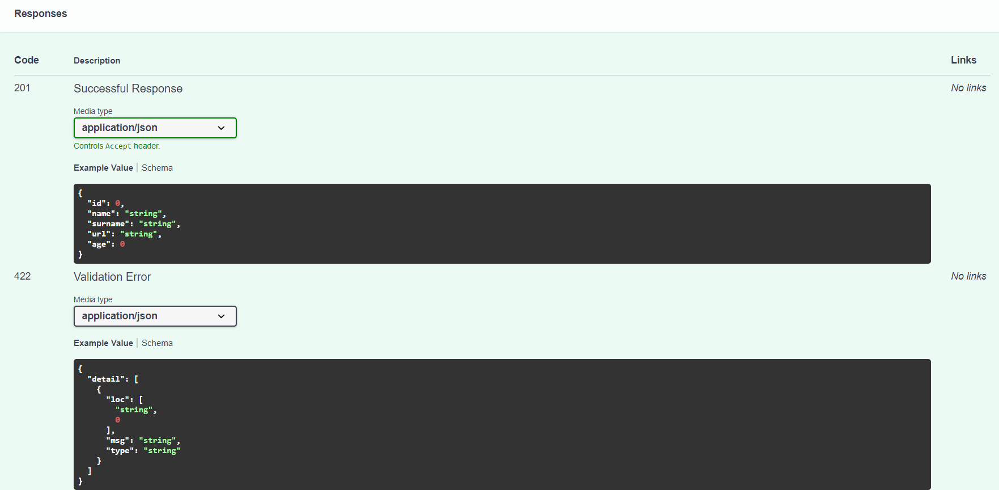 Responses
Code Description Links
201 Successful Response No links
Media type
application/json
Controls Accept header.
Example Value Schema
{
  "id": 0,
  "name": "string",
  "surname": "string",
  "url": "string",
  "age": 0
}
422 Validation Error No links
Media type
application/json
Example Value Schema
{
  "detail": [
    {
      "loc": [
        "string",
        0
      ],
      "msg": "string",
      "type": "string"
    }
  ]
}